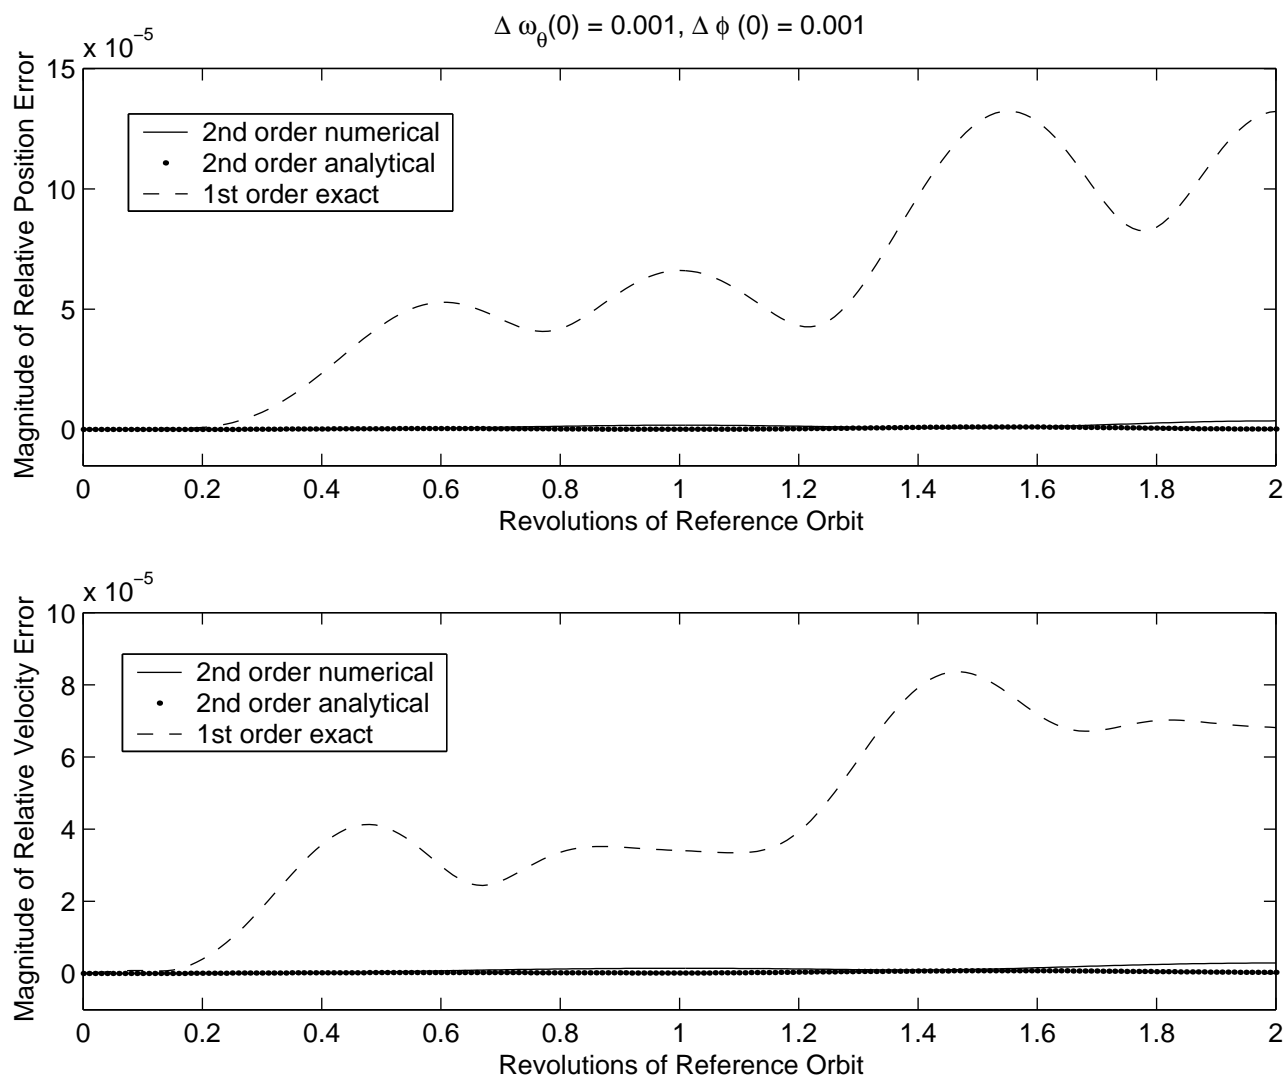 Δ ω_θ(0) = 0.001, Δ ϕ (0) = 0.001
x 10^−5
Magnitude of Relative Position Error
15
10
5
0
2nd order numerical
2nd order analytical
1st order exact
0 0.2 0.4 0.6 0.8 1 1.2 1.4 1.6 1.8 2
Revolutions of Reference Orbit
x 10^−5
Magnitude of Relative Velocity Error
10
8
6
4
2
0
2nd order numerical
2nd order analytical
1st order exact
0 0.2 0.4 0.6 0.8 1 1.2 1.4 1.6 1.8 2
Revolutions of Reference Orbit